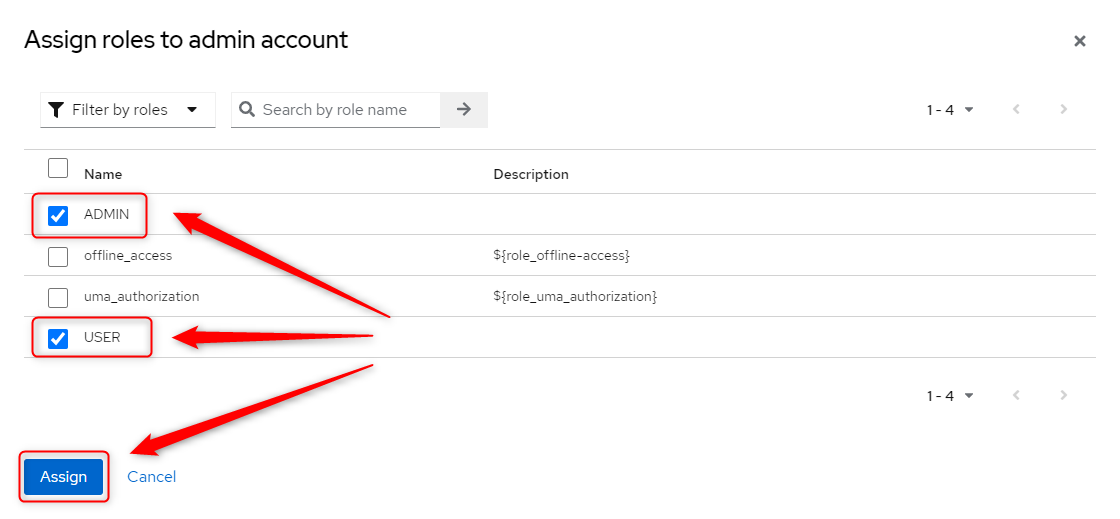 Assign roles to admin account
Filter by roles Search by role name 1 - 4
Name Description
ADMIN
offline_access ${role_offline-access}
uma_authorization ${role_uma_authorization}
USER
1 - 4
Assign Cancel